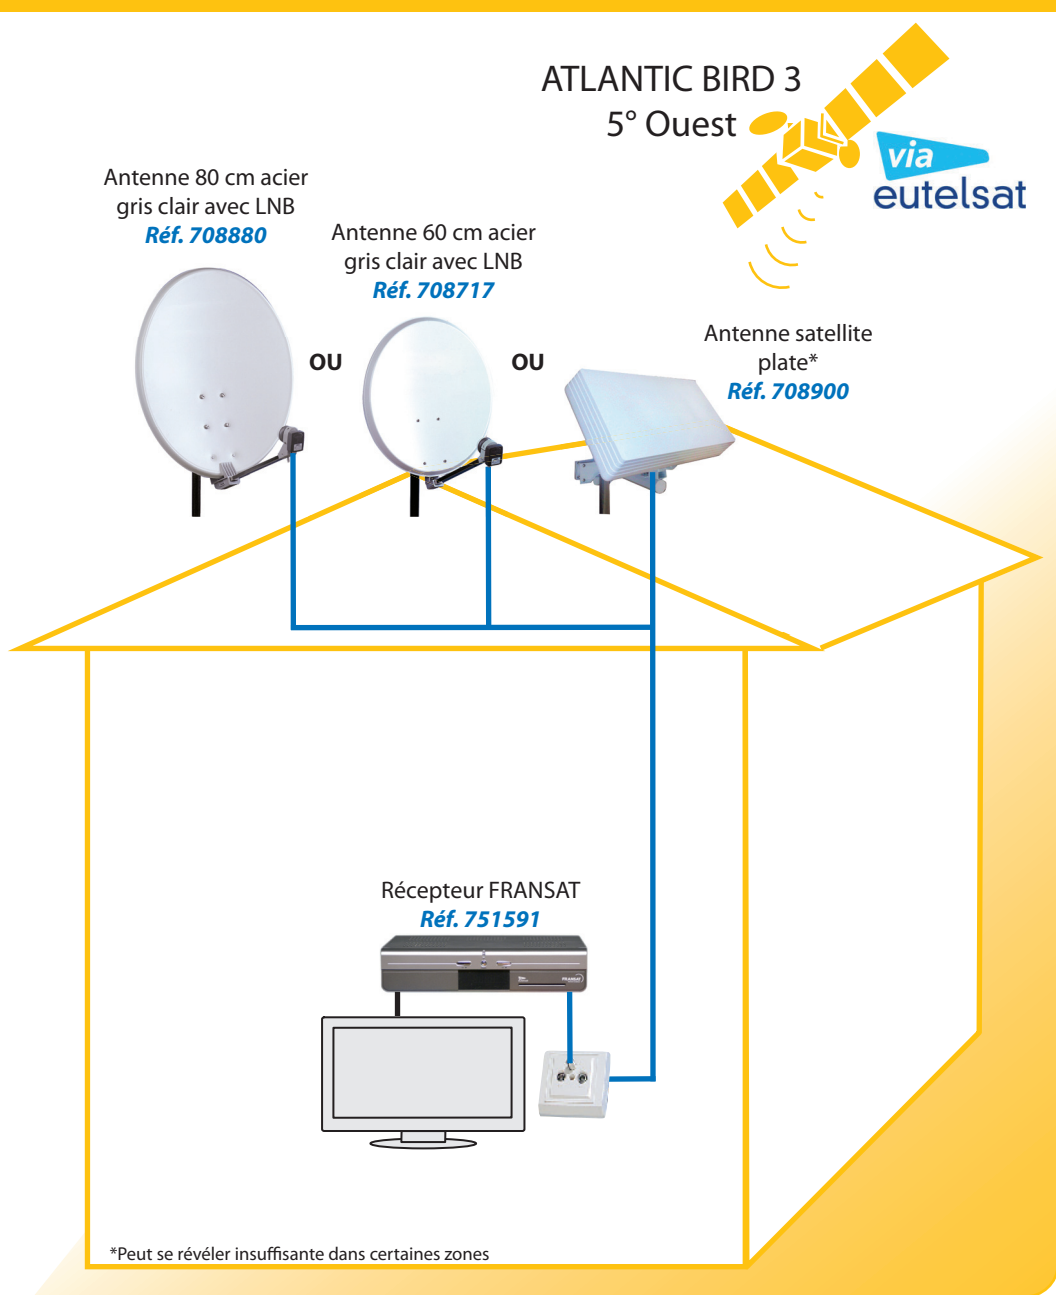 ATLANTIC BIRD 3
5° Ouest
via
eutelsat
Antenne 80 cm acier
gris clair avec LNB
Réf. 708880
Antenne 60 cm acier
gris clair avec LNB
Réf. 708717
OU
OU
Antenne satellite
plate*
Réf. 708900
Récepteur FRANSAT
Réf. 751591
FRANSAT
*Peut se révéler insuffisante dans certaines zones